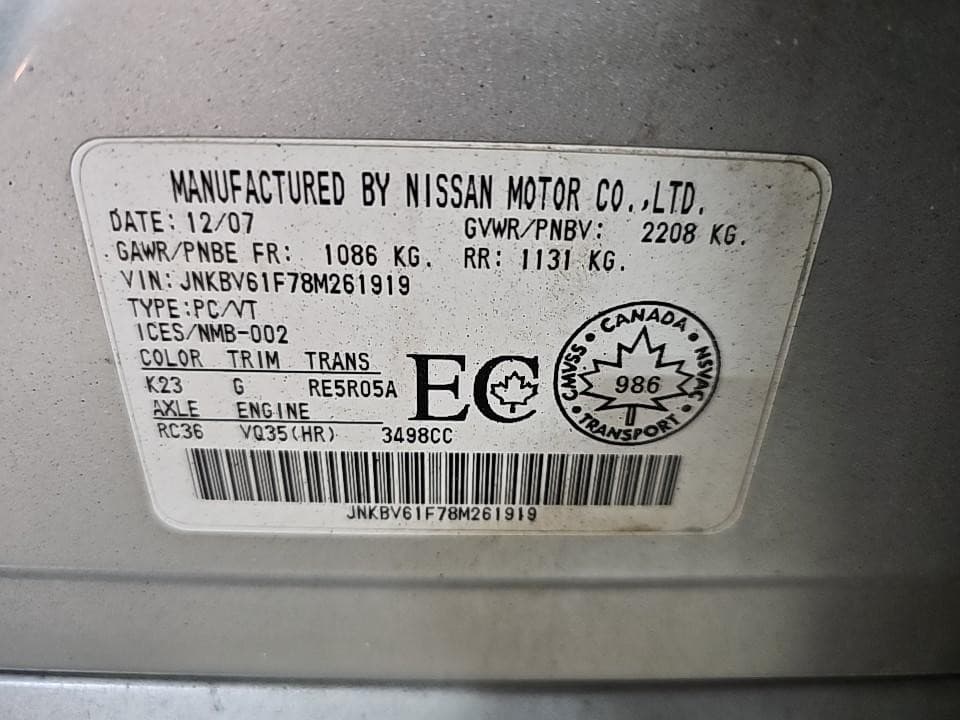 MANUFACTURED BY NISSAN MOTOR CO.,LTD.
DATE: 12/07 GVWR/PNBV: 2208 KG.
GAWR/PNBE FR: 1086 KG. RR: 1131 KG.
VIN: JNKBV61F78M261919
TYPE:PC/VT
ICES/NMB-002
COLOR TRIM TRANS
K23 G RE5R05A
AXLE ENGINE
RC36 VQ35(HR) 3498CC
EC
CANADA
CMVSS
986
NSVAC
TRANSPORT
JNKBV61F78M261919